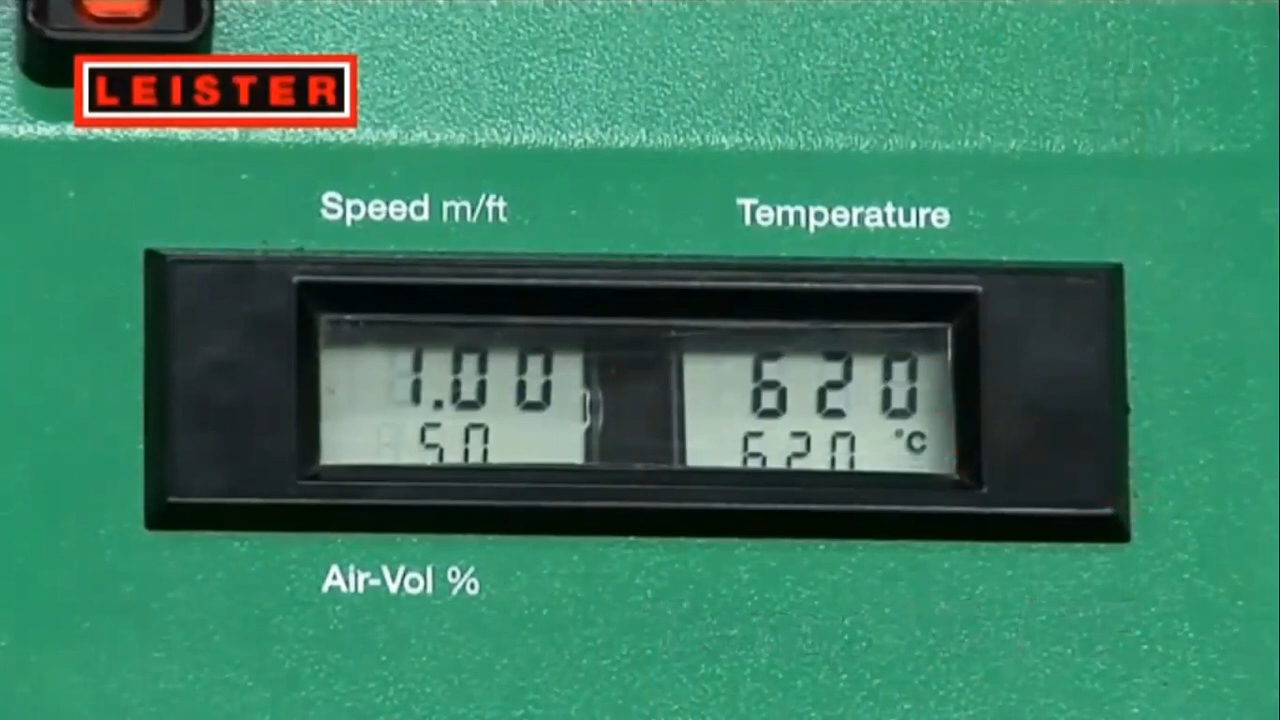 LEISTER
Speed m/ft Temperature
1.00 620
50 620 °C
Air-Vol %